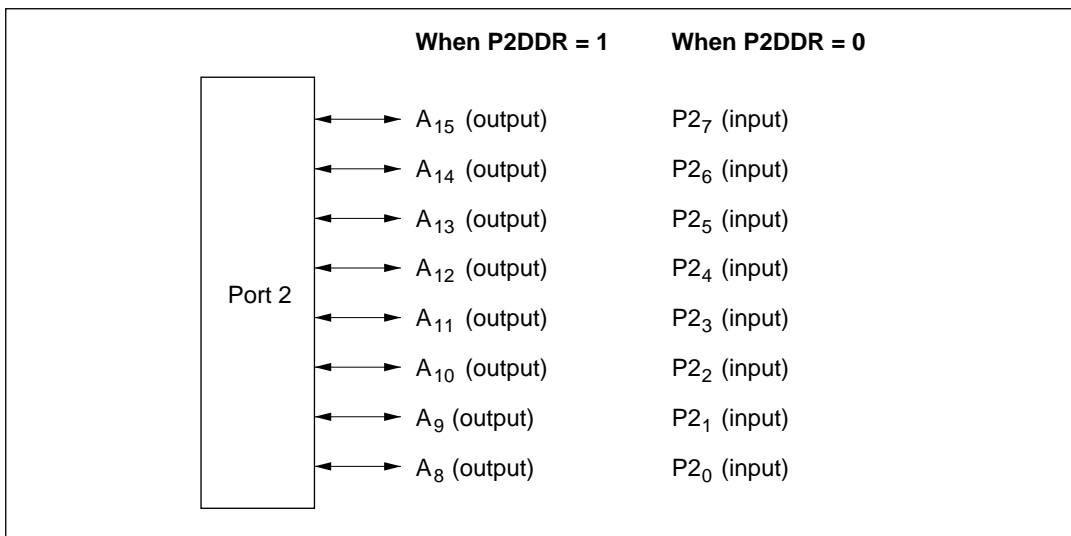 When P2DDR = 1 When P2DDR = 0
A15 (output) P27 (input)
A14 (output) P26 (input)
A13 (output) P25 (input)
A12 (output) P24 (input)
Port 2
A11 (output) P23 (input)
A10 (output) P22 (input)
A9 (output) P21 (input)
A8 (output) P20 (input)